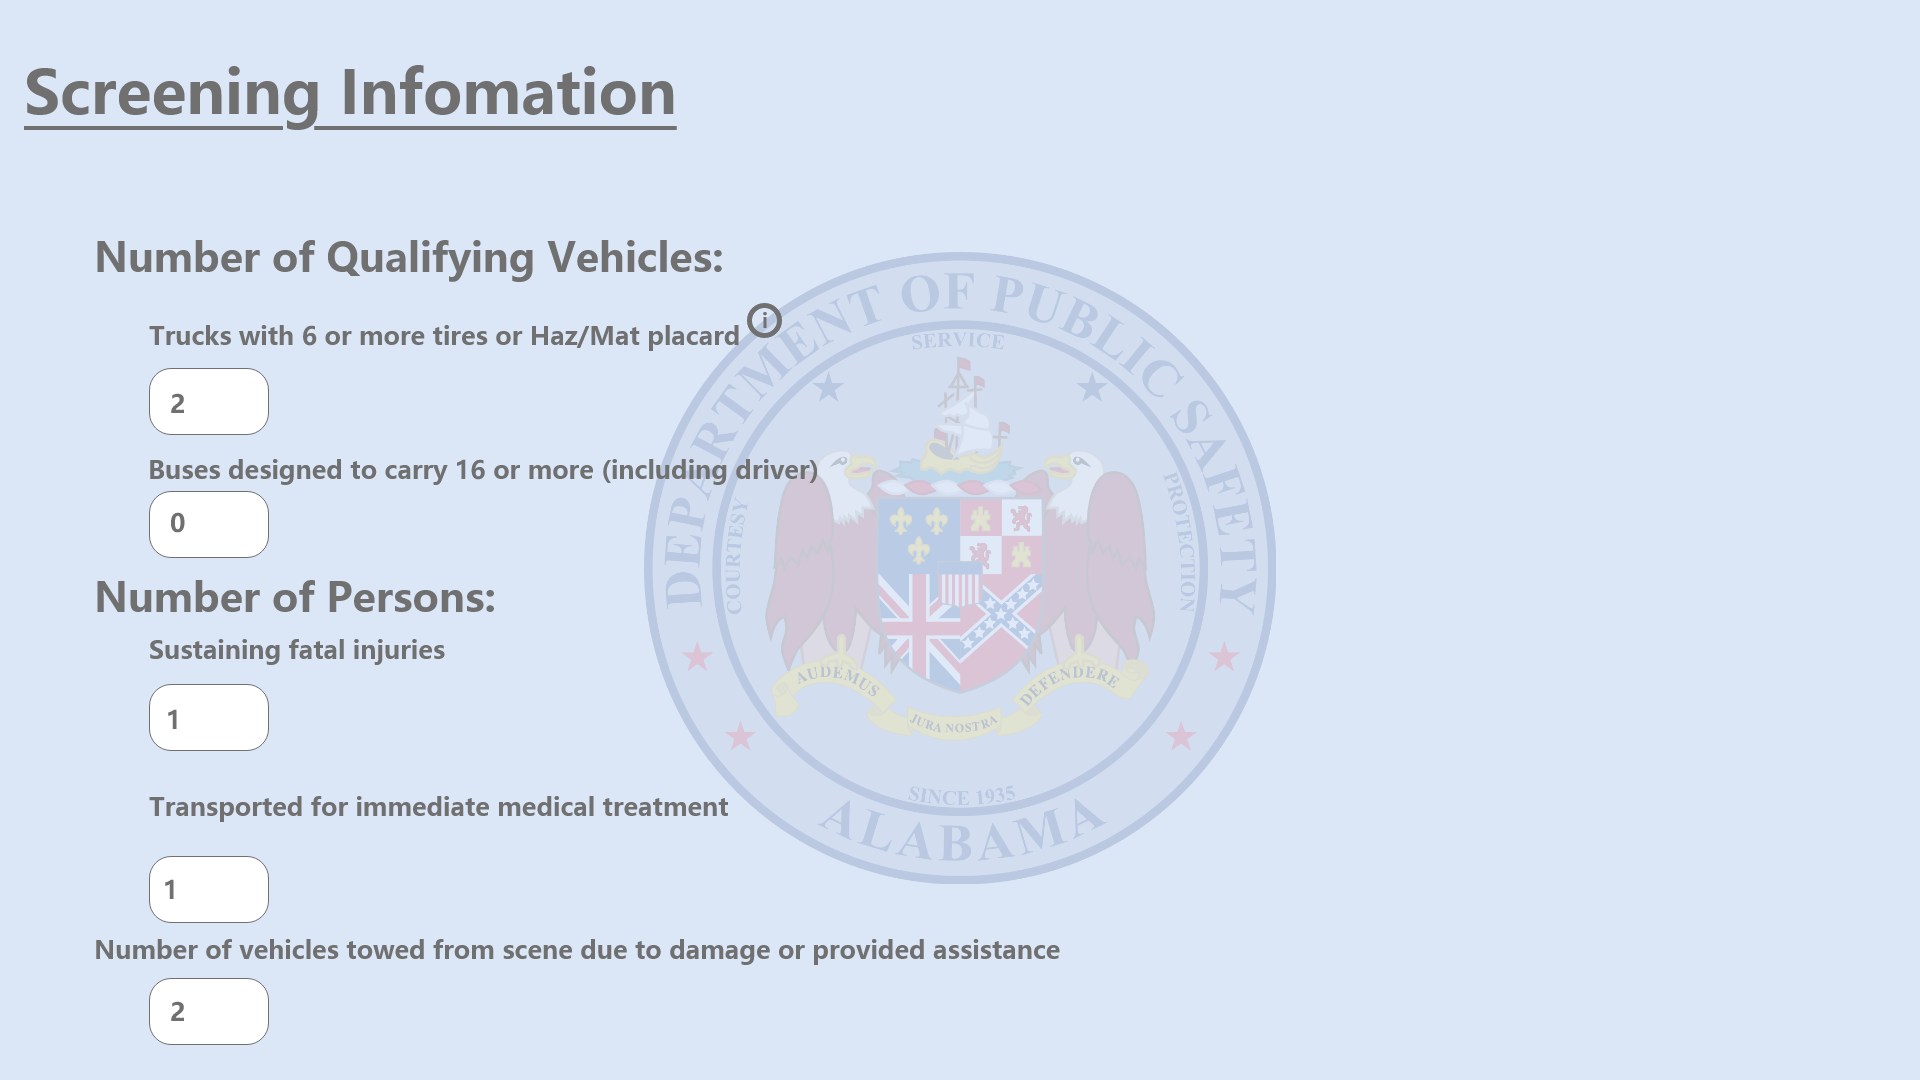 Screening Infomation
Number of Qualifying Vehicles:
Trucks with 6 or more tires or Haz/Mat placard i
2
Buses designed to carry 16 or more (including driver)
0
Number of Persons:
Sustaining fatal injuries
1
Transported for immediate medical treatment
1
Number of vehicles towed from scene due to damage or provided assistance
2
DEPARTMENT OF PUBLIC SAFETY
SERVICE
COURTESY
PROTECTION
AUDEMUS
JURA NOSTRA
DEFENDERE
SINCE 1935
ALABAMA